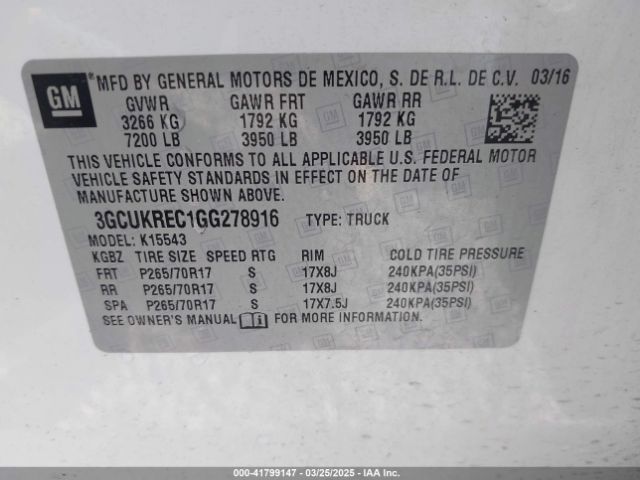 GM ® MFD BY GENERAL MOTORS DE MEXICO, S. DE R.L. DE C.V. 03/16
GVWR GAWR FRT GAWR RR
3266 KG 1792 KG 1792 KG
7200 LB 3950 LB 3950 LB
THIS VEHICLE CONFORMS TO ALL APPLICABLE U.S. FEDERAL MOTOR
VEHICLE SAFETY STANDARDS IN EFFECT ON THE DATE OF
MANUFACTURE SHOWN ABOVE.
3GCUKREC1GG278916 TYPE: TRUCK
MODEL: K15543
KGBZ TIRE SIZE SPEED RTG RIM COLD TIRE PRESSURE
FRT P265/70R17 S 17X8J 240KPA(35PSI)
RR P265/70R17 S 17X8J 240KPA(35PSI)
SPA P265/70R17 S 17X7.5J 240KPA(35PSI)
SEE OWNER'S MANUAL FOR MORE INFORMATION.
000-41799147 - 03/25/2025 - IAA